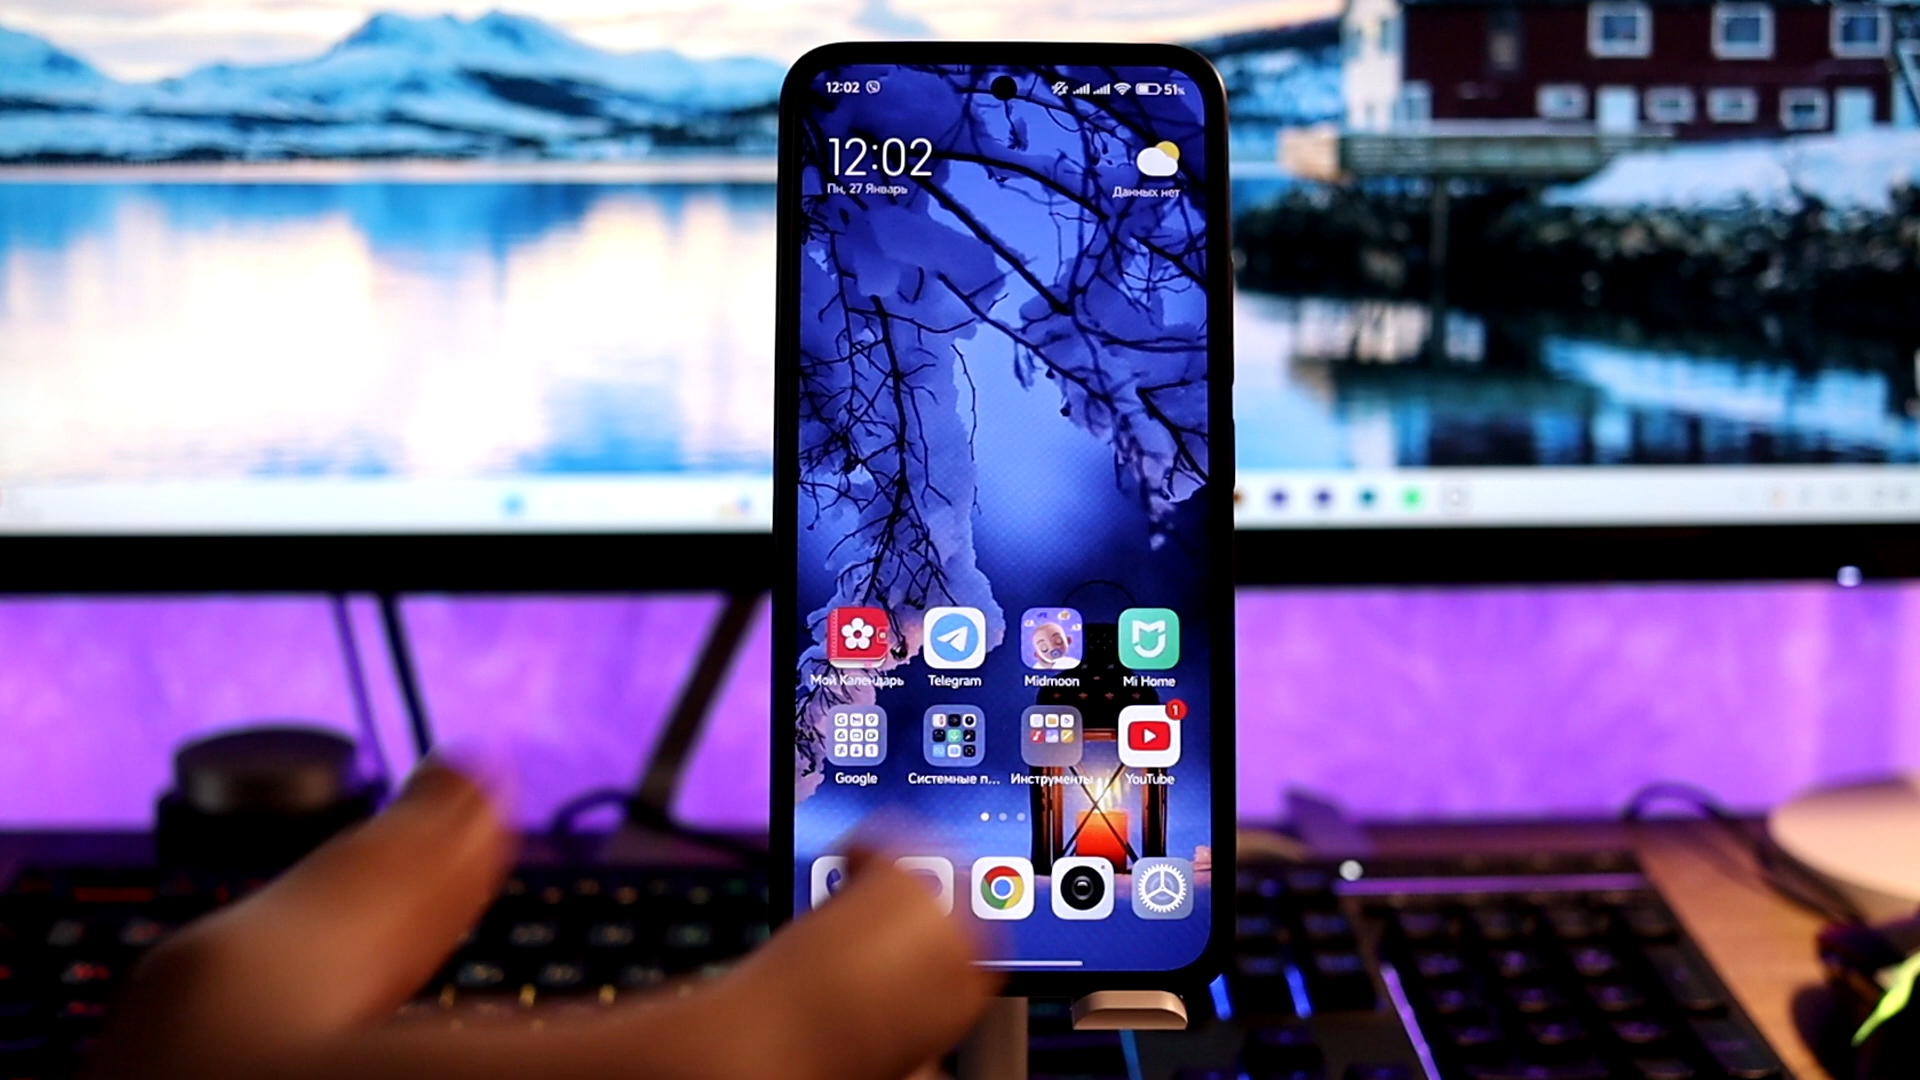 12:02
51%
12:02
Пн, 27 Январь
Данных нет
Мой Календарь
Telegram
Midmoon
Mi Home
1
Google
Системные п...
Инструменты
YouTube